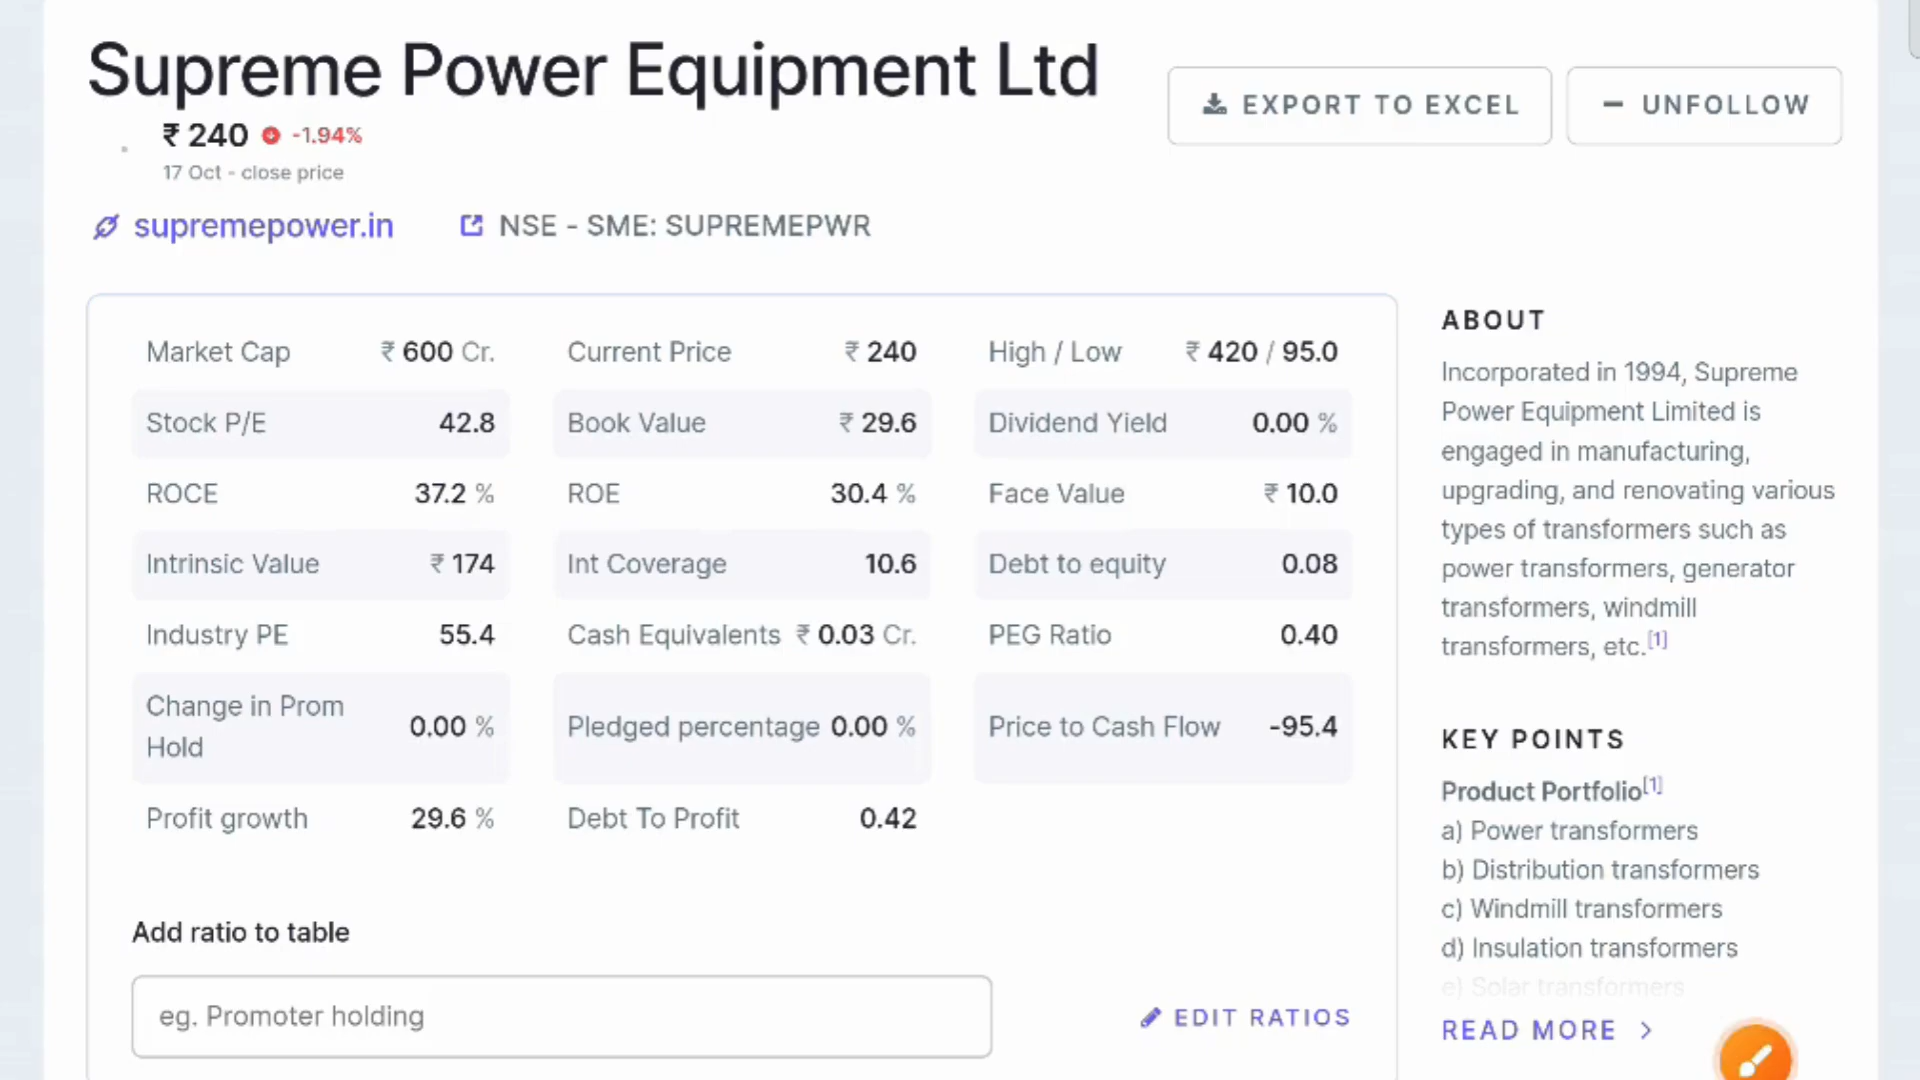 Supreme Power Equipment Ltd
EXPORT TO EXCEL
UNFOLLOW
₹ 240 -1.94%
17 Oct - close price
supremepower.in
NSE - SME: SUPREMEPWR
Market Cap ₹ 600 Cr.
Current Price ₹ 240
High / Low ₹ 420 / 95.0
Stock P/E 42.8
Book Value ₹ 29.6
Dividend Yield 0.00 %
ROCE 37.2 %
ROE 30.4 %
Face Value ₹ 10.0
Intrinsic Value ₹ 174
Int Coverage 10.6
Debt to equity 0.08
Industry PE 55.4
Cash Equivalents ₹ 0.03 Cr.
PEG Ratio 0.40
Change in Prom
Hold 0.00 %
Pledged percentage 0.00 %
Price to Cash Flow -95.4
Profit growth 29.6 %
Debt To Profit 0.42
Add ratio to table
eg. Promoter holding
EDIT RATIOS
ABOUT
Incorporated in 1994, Supreme
Power Equipment Limited is
engaged in manufacturing,
upgrading, and renovating various
types of transformers such as
power transformers, generator
transformers, windmill
transformers, etc.[1]
KEY POINTS
Product Portfolio[1]
a) Power transformers
b) Distribution transformers
c) Windmill transformers
d) Insulation transformers
e) Solar transformers
READ MORE